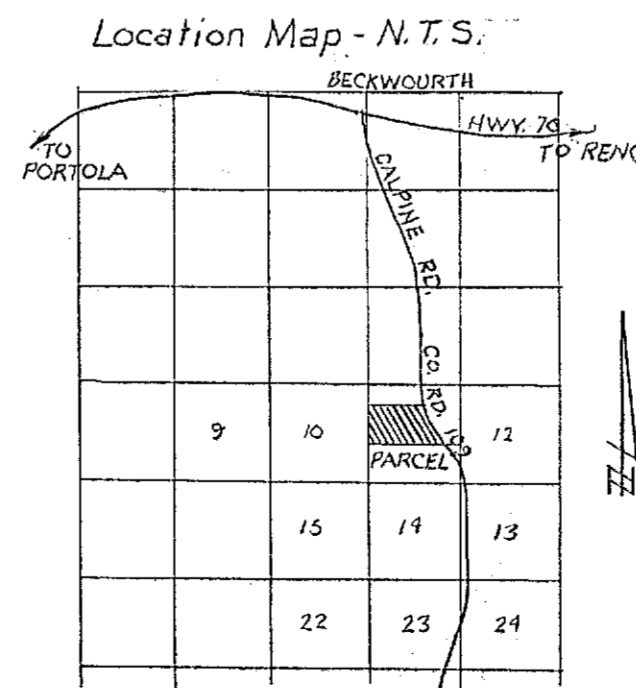 Location Map - N.T.S.
BECKWOURTH
HWY. 70
TO
PORTOLA
TO RENO
CALPINE RD.
CO. RD. 109
9
10
12
PARCEL
15
14
13
22
23
24
N